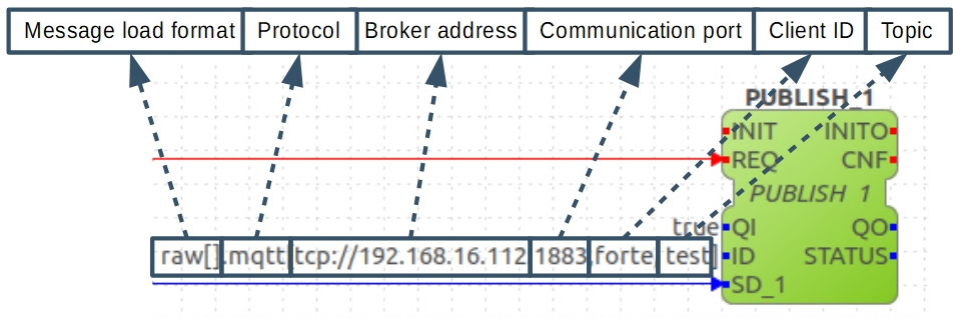 Message load format Protocol Broker address Communication port Client ID Topic
PUBLISH_1
INIT INITO
REQ CNF
PUBLISH_1
true QI QO
raw[].mqtt[tcp://192.168.16.112 1883,forte, test] ID STATUS
SD_1